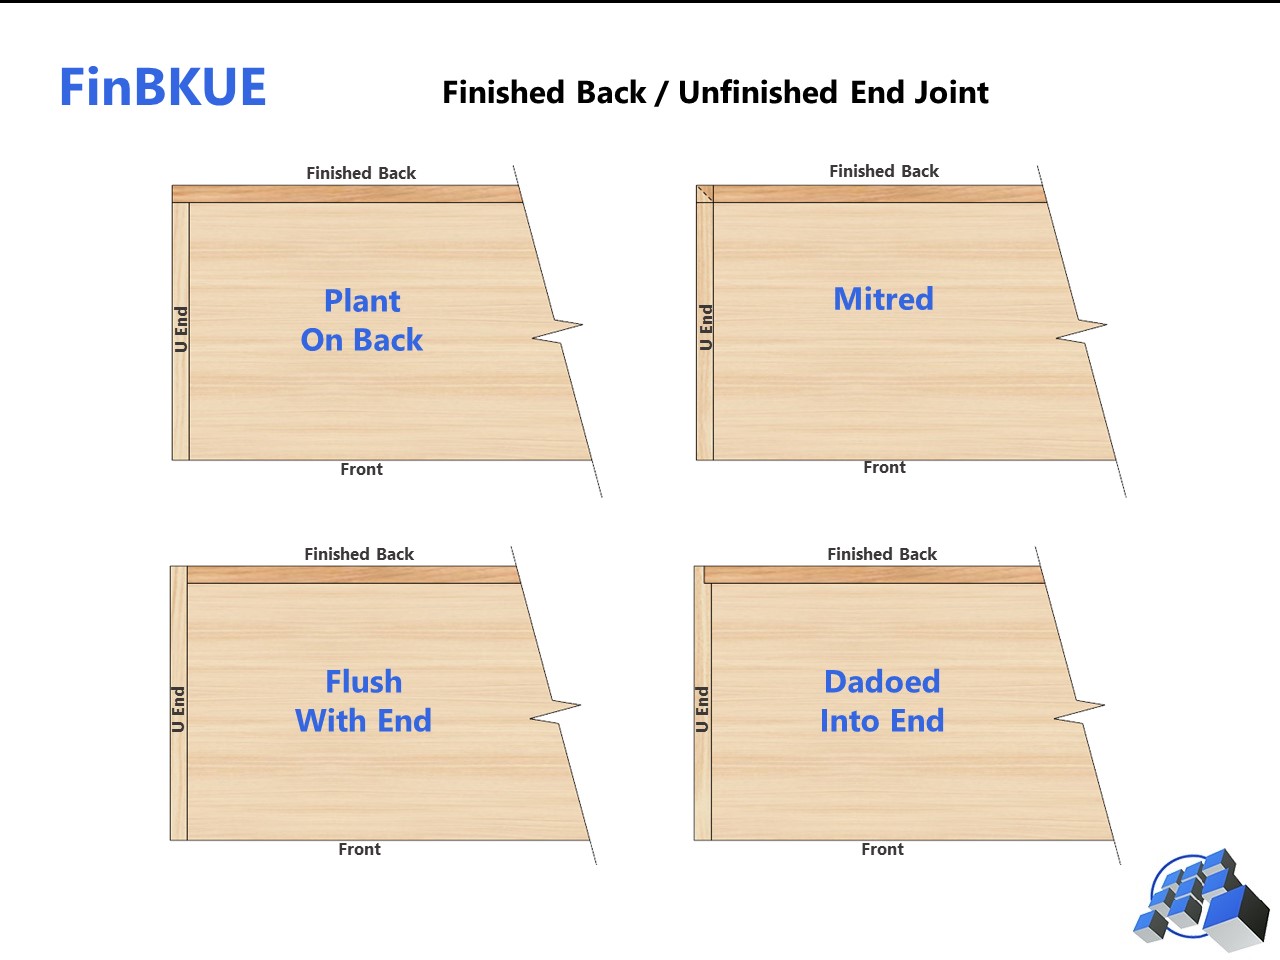 FinBKUE
Finished Back / Unfinished End Joint
Finished Back
U End
Plant
On Back
Front
Finished Back
U End
Mitred
Front
Finished Back
U End
Flush
With End
Front
Finished Back
U End
Dadoed
Into End
Front